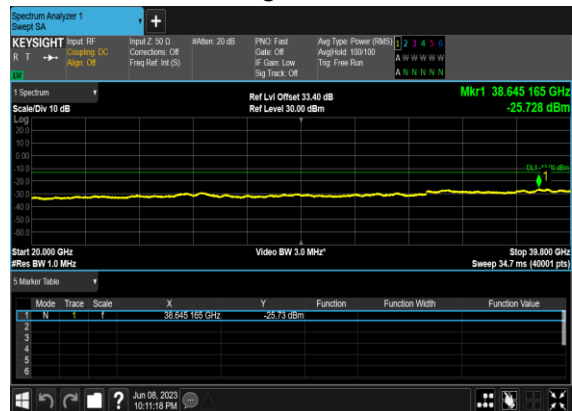 Spectrum Analyzer 1
Swept SA
+
KEYSIGHT Input: RF Input Z: 50 Ω #Atten: 20 dB PNO: Fast Avg Type: Power (RMS) 1 2 3 4 5 6
R T Coupling: DC Corrections: Off Gate: Off Avg|Hold: 100/100 A W W W W W
Align: Off Freq Ref: Int (S) IF Gain: Low Trig: Free Run
Sig Track: Off A N N N N N
1 Spectrum Ref Lvl Offset 33.40 dB Mkr1 38.645 165 GHz
Scale/Div 10 dB Ref Level 30.00 dBm -25.728 dBm
Log
20.0
10.0
0.00
-10.0 DL1 -13.00 dBm
-20.0 1
-30.0
-40.0
-50.0
-60.0
Start 20.000 GHz Video BW 3.0 MHz* Stop 39.800 GHz
#Res BW 1.0 MHz Sweep 34.7 ms (40001 pts)
5 Marker Table
Mode Trace Scale X Y Function Function Width Function Value
1 N 1 f 38.645 165 GHz -25.73 dBm
2
3
4
5
6
? Jun 08, 2023
10:11:18 PM